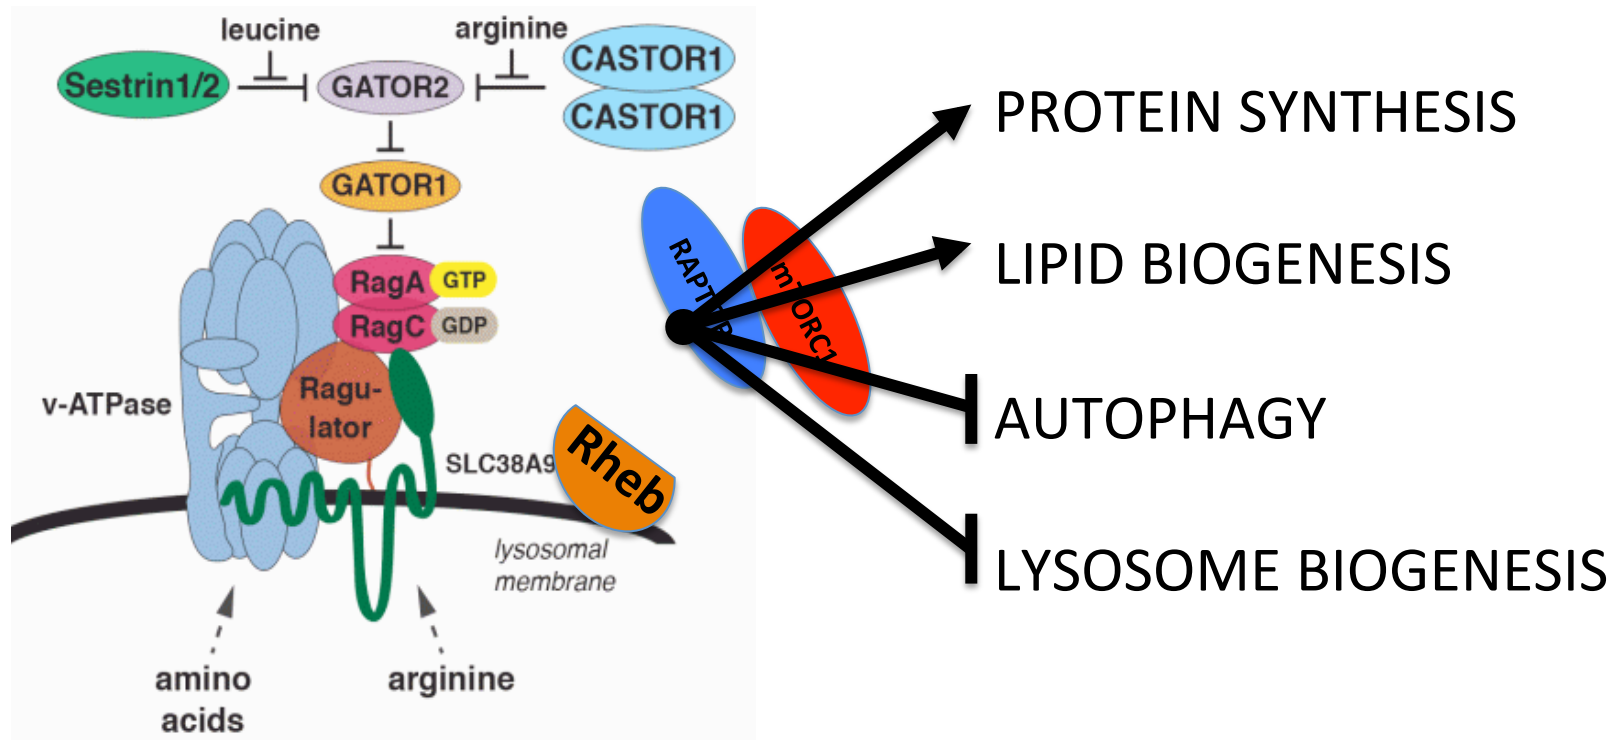 leucine
arginine
Sestrin1/2
GATOR2
CASTOR1
CASTOR1
GATOR1
RagA
GTP
RagC
GDP
Ragu-
lator
v-ATPase
SLC38A9
Rheb
lysosomal
membrane
amino
acids
arginine
mTORC1
PROTEIN SYNTHESIS
LIPID BIOGENESIS
AUTOPHAGY
LYSOSOME BIOGENESIS